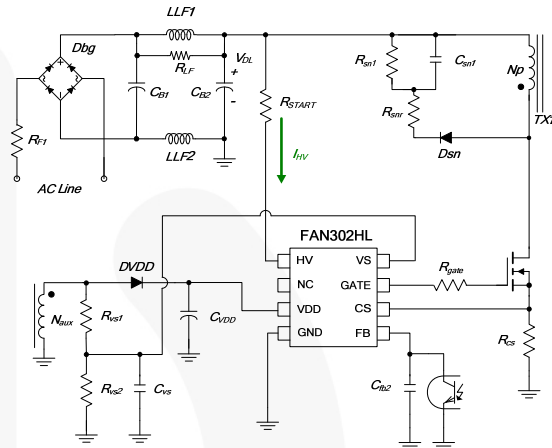 LLF1
Dbg
RLF
VDL
+
-
CB1
CB2
RSTART
Rsn1
Csn1
Rsnr
Dsn
Np
TX1
RF1
LLF2
AC Line
IHV
FAN302HL
HV
VS
NC
GATE
VDD
CS
GND
FB
Rgate
Rcs
DVDD
Naux
Rvs1
CVDD
Rvs2
Cvs
Cfb2